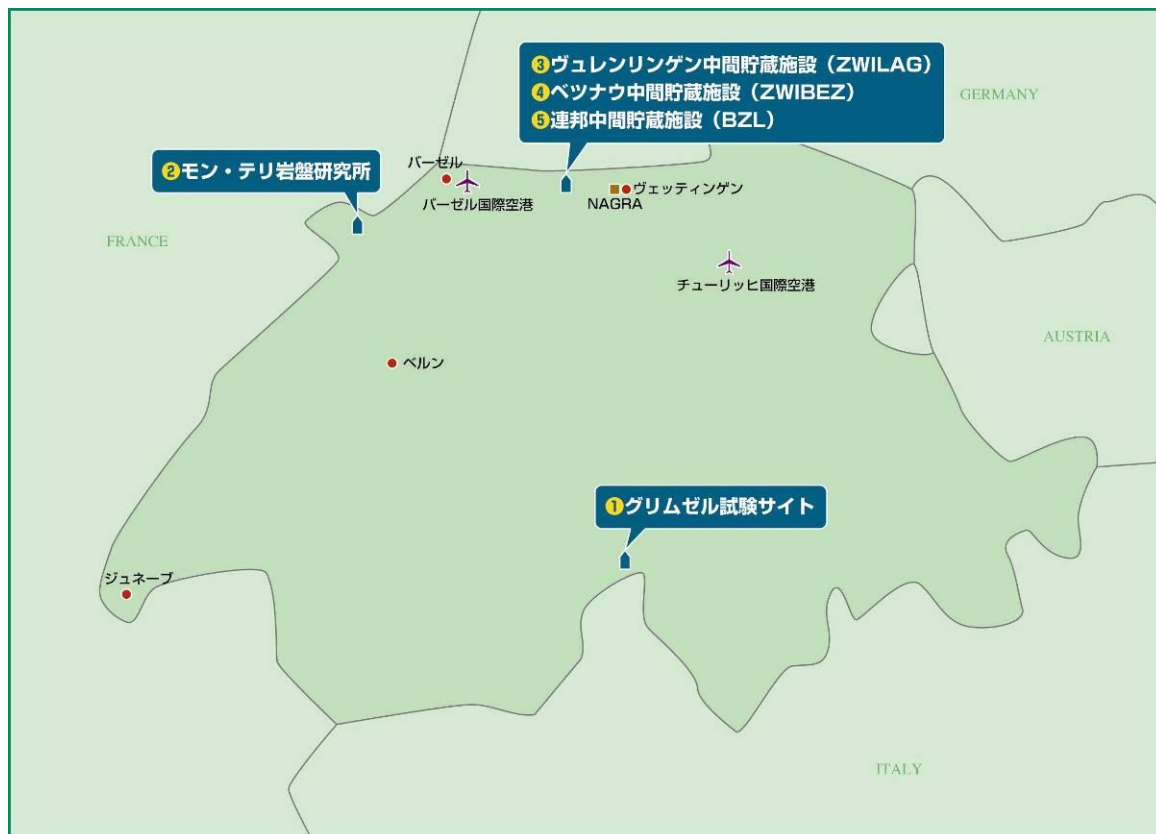 ❸ヴュレンリンゲン中間貯蔵施設（ZWILAG）
❹ベツナウ中間貯蔵施設（ZWIBEZ）
❺連邦中間貯蔵施設（BZL）
GERMANY
❷モン・テリ岩盤研究所
バーゼル
バーゼル国際空港
ヴェッティンゲン
NAGRA
FRANCE
チューリッヒ国際空港
AUSTRIA
ベルン
❶グリムゼル試験サイト
ジュネーブ
ITALY